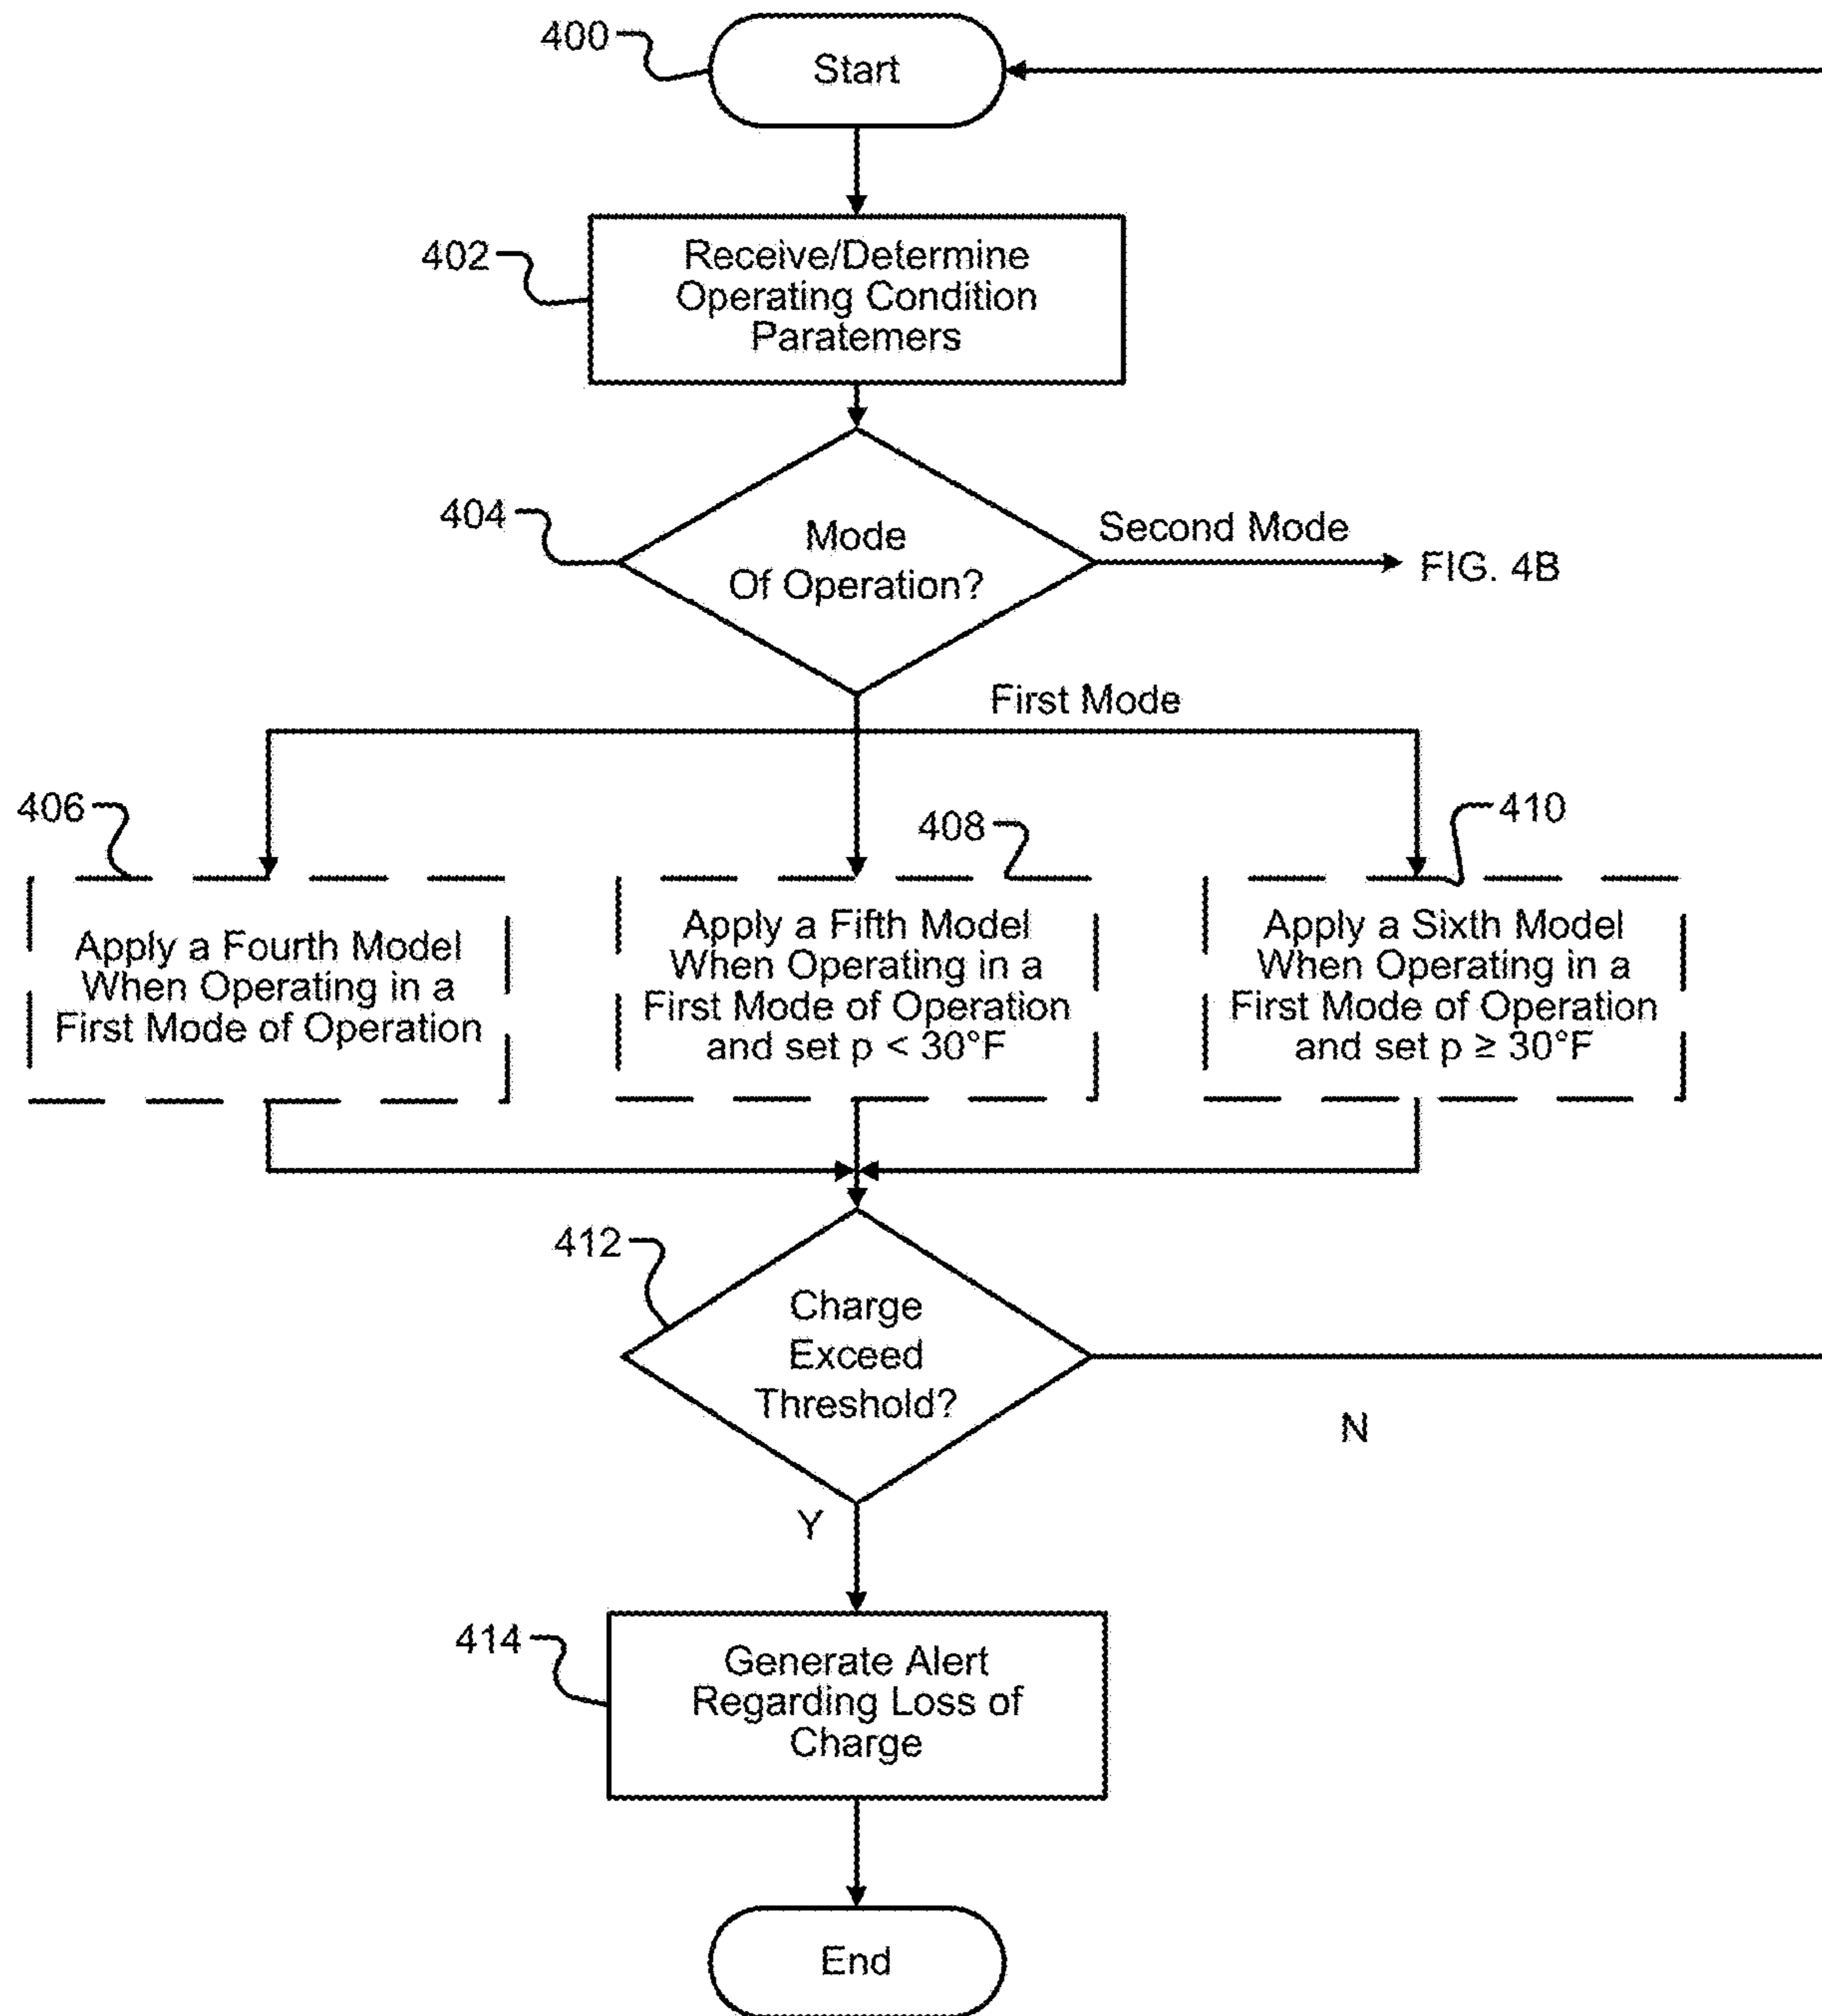 400
Start
402
Receive/Determine
Operating Condition
Paratemers
404
Mode
Of Operation?
Second Mode
FIG. 4B
First Mode
406
408
410
Apply a Fourth Model
When Operating in a
First Mode of Operation
Apply a Fifth Model
When Operating in a
First Mode of Operation
and set p < 30°F
Apply a Sixth Model
When Operating in a
First Mode of Operation
and set p ≥ 30°F
412
Charge
Exceed
Threshold?
N
Y
414
Generate Alert
Regarding Loss of
Charge
End